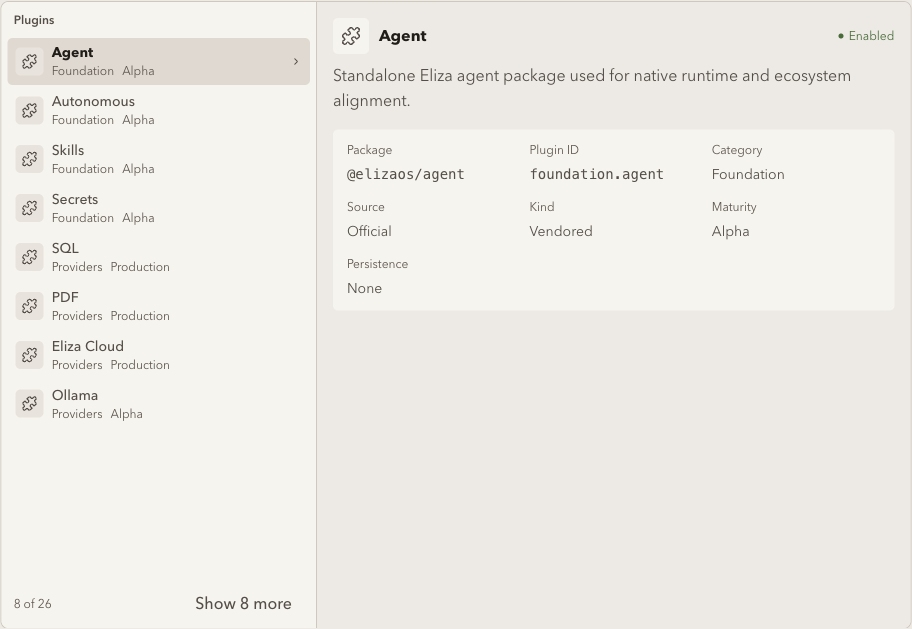 Plugins
Agent
Foundation Alpha
Autonomous
Foundation Alpha
Skills
Foundation Alpha
Secrets
Foundation Alpha
SQL
Providers Production
PDF
Providers Production
Eliza Cloud
Providers Production
Ollama
Providers Alpha
8 of 26
Show 8 more
Agent
Enabled
Standalone Eliza agent package used for native runtime and ecosystem
alignment.
Package Plugin ID Category
@elizaos/agent foundation.agent Foundation
Source Kind Maturity
Official Vendored Alpha
Persistence
None